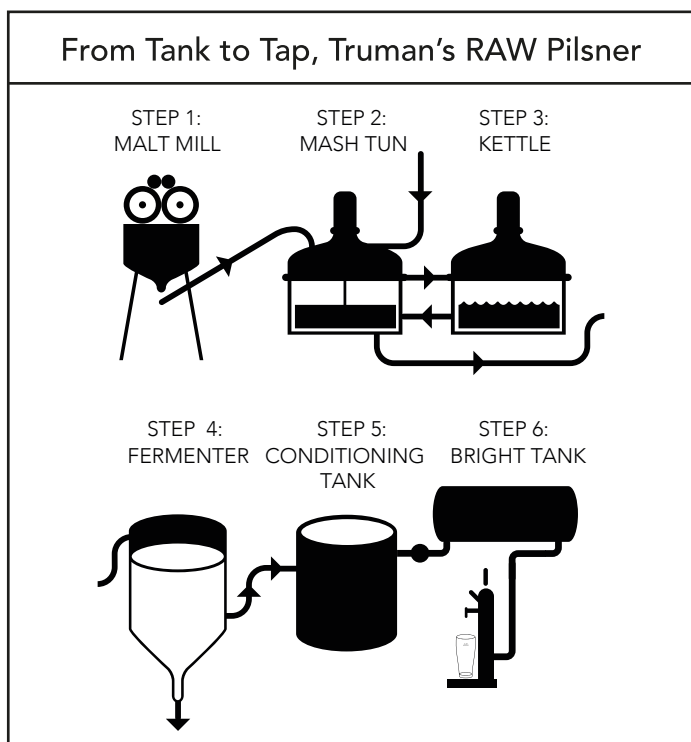 From Tank to Tap, Truman's RAW Pilsner
STEP 1:
MALT MILL
STEP 2:
MASH TUN
STEP 3:
KETTLE
STEP 4:
FERMENTER
STEP 5:
CONDITIONING
TANK
STEP 6:
BRIGHT TANK